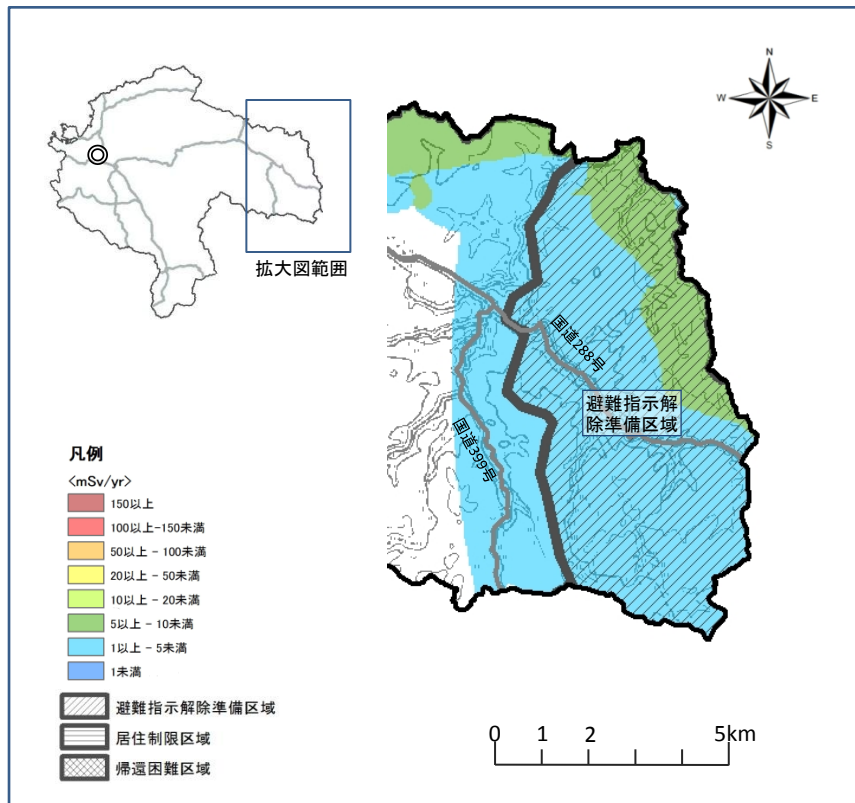 N
W
E
S
拡大図範囲
国道288号
避難指示解
除準備区域
国道399号
凡例
<mSv/yr>
150以上
100以上-150未満
50以上 - 100未満
20以上 - 50未満
10以上 - 20未満
5以上 - 10未満
1以上 - 5未満
1未満
避難指示解除準備区域
居住制限区域
帰還困難区域
0 1 2 5km